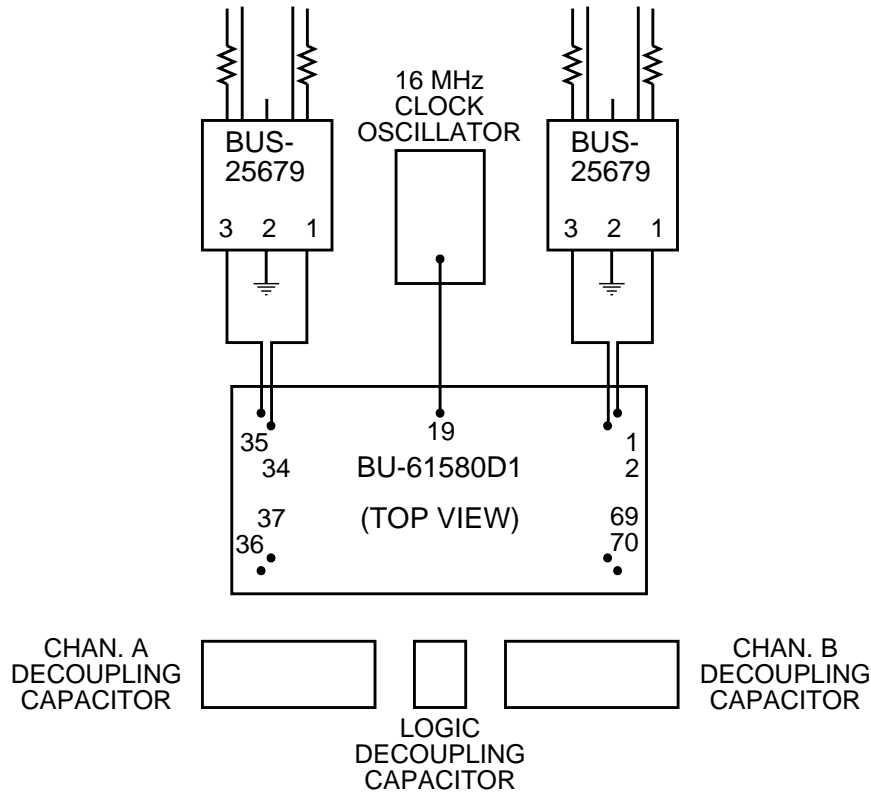 16 MHz
CLOCK
OSCILLATOR
BUS-
25679
3 2 1
BUS-
25679
3 2 1
35 19 1
34 BU-61580D1 2
37 (TOP VIEW) 69
36 70
CHAN. A
DECOUPLING
CAPACITOR
LOGIC
DECOUPLING
CAPACITOR
CHAN. B
DECOUPLING
CAPACITOR